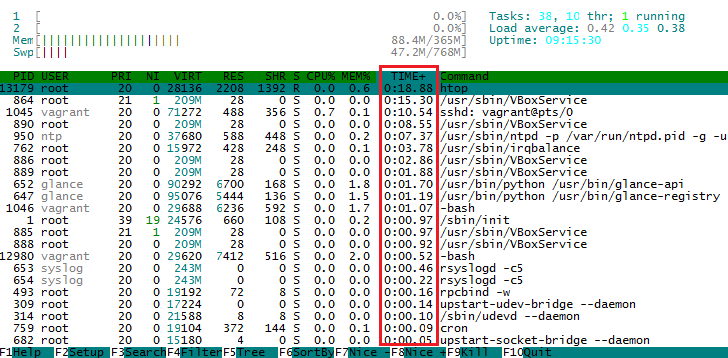 1 [ 0.0%] Tasks: 38, 10 thr; 1 running
2 [ 0.0%] Load average: 0.42 0.35 0.38
Mem[|||||||||||||||||||| 88.4M/365M] Uptime: 09:15:30
Swp[|||| 47.2M/768M]
PID USER PRI NI VIRT RES SHR S CPU% MEM% TIME+ Command
13179 root 20 0 28136 2208 1392 R 0.0 0.6 0:18.88 htop
864 root 21 1 209M 28 0 S 0.0 0.0 0:15.30 /usr/sbin/VBoxService
1045 vagrant 20 0 71272 488 356 S 0.7 0.1 0:10.54 sshd: vagrant@pts/0
890 root 20 0 209M 28 0 S 0.0 0.0 0:08.55 /usr/sbin/VBoxService
950 ntp 20 0 37680 588 448 S 0.0 0.2 0:07.37 /usr/sbin/ntpd -p /var/run/ntpd.pid -g -u
762 root 20 0 15972 428 248 S 0.0 0.1 0:03.78 /usr/sbin/irqbalance
886 root 20 0 209M 28 0 S 0.0 0.0 0:02.86 /usr/sbin/VBoxService
889 root 20 0 209M 28 0 S 0.0 0.0 0:01.88 /usr/sbin/VBoxService
652 glance 20 0 90292 6700 168 S 0.0 1.8 0:01.70 /usr/bin/python /usr/bin/glance-api
647 glance 20 0 95076 5444 136 S 0.0 1.5 0:01.19 /usr/bin/python /usr/bin/glance-registry
1046 vagrant 20 0 29688 6236 592 S 0.0 1.7 0:01.07 -bash
1 root 39 19 24576 660 108 S 0.0 0.2 0:00.97 /sbin/init
885 root 21 1 209M 28 0 S 0.0 0.0 0:00.97 /usr/sbin/VBoxService
888 root 20 0 209M 28 0 S 0.0 0.0 0:00.92 /usr/sbin/VBoxService
12980 vagrant 20 0 29620 7412 516 S 0.0 2.0 0:00.52 -bash
653 syslog 20 0 243M 0 0 S 0.0 0.0 0:00.46 rsyslogd -c5
654 syslog 20 0 243M 0 0 S 0.0 0.0 0:00.22 rsyslogd -c5
493 root 20 0 19192 72 8 S 0.0 0.0 0:00.16 rpcbind -w
309 root 20 0 17224 0 0 S 0.0 0.0 0:00.14 upstart-udev-bridge --daemon
314 root 20 0 21588 8 8 S 0.0 0.0 0:00.10 /sbin/udevd --daemon
759 root 20 0 19104 372 144 S 0.0 0.1 0:00.09 cron
682 root 20 0 15180 4 0 S 0.0 0.0 0:00.05 upstart-socket-bridge --daemon
F1Help F2Setup F3SearchF4FilterF5Tree F6SortByF7Nice -F8Nice +F9Kill F10Quit